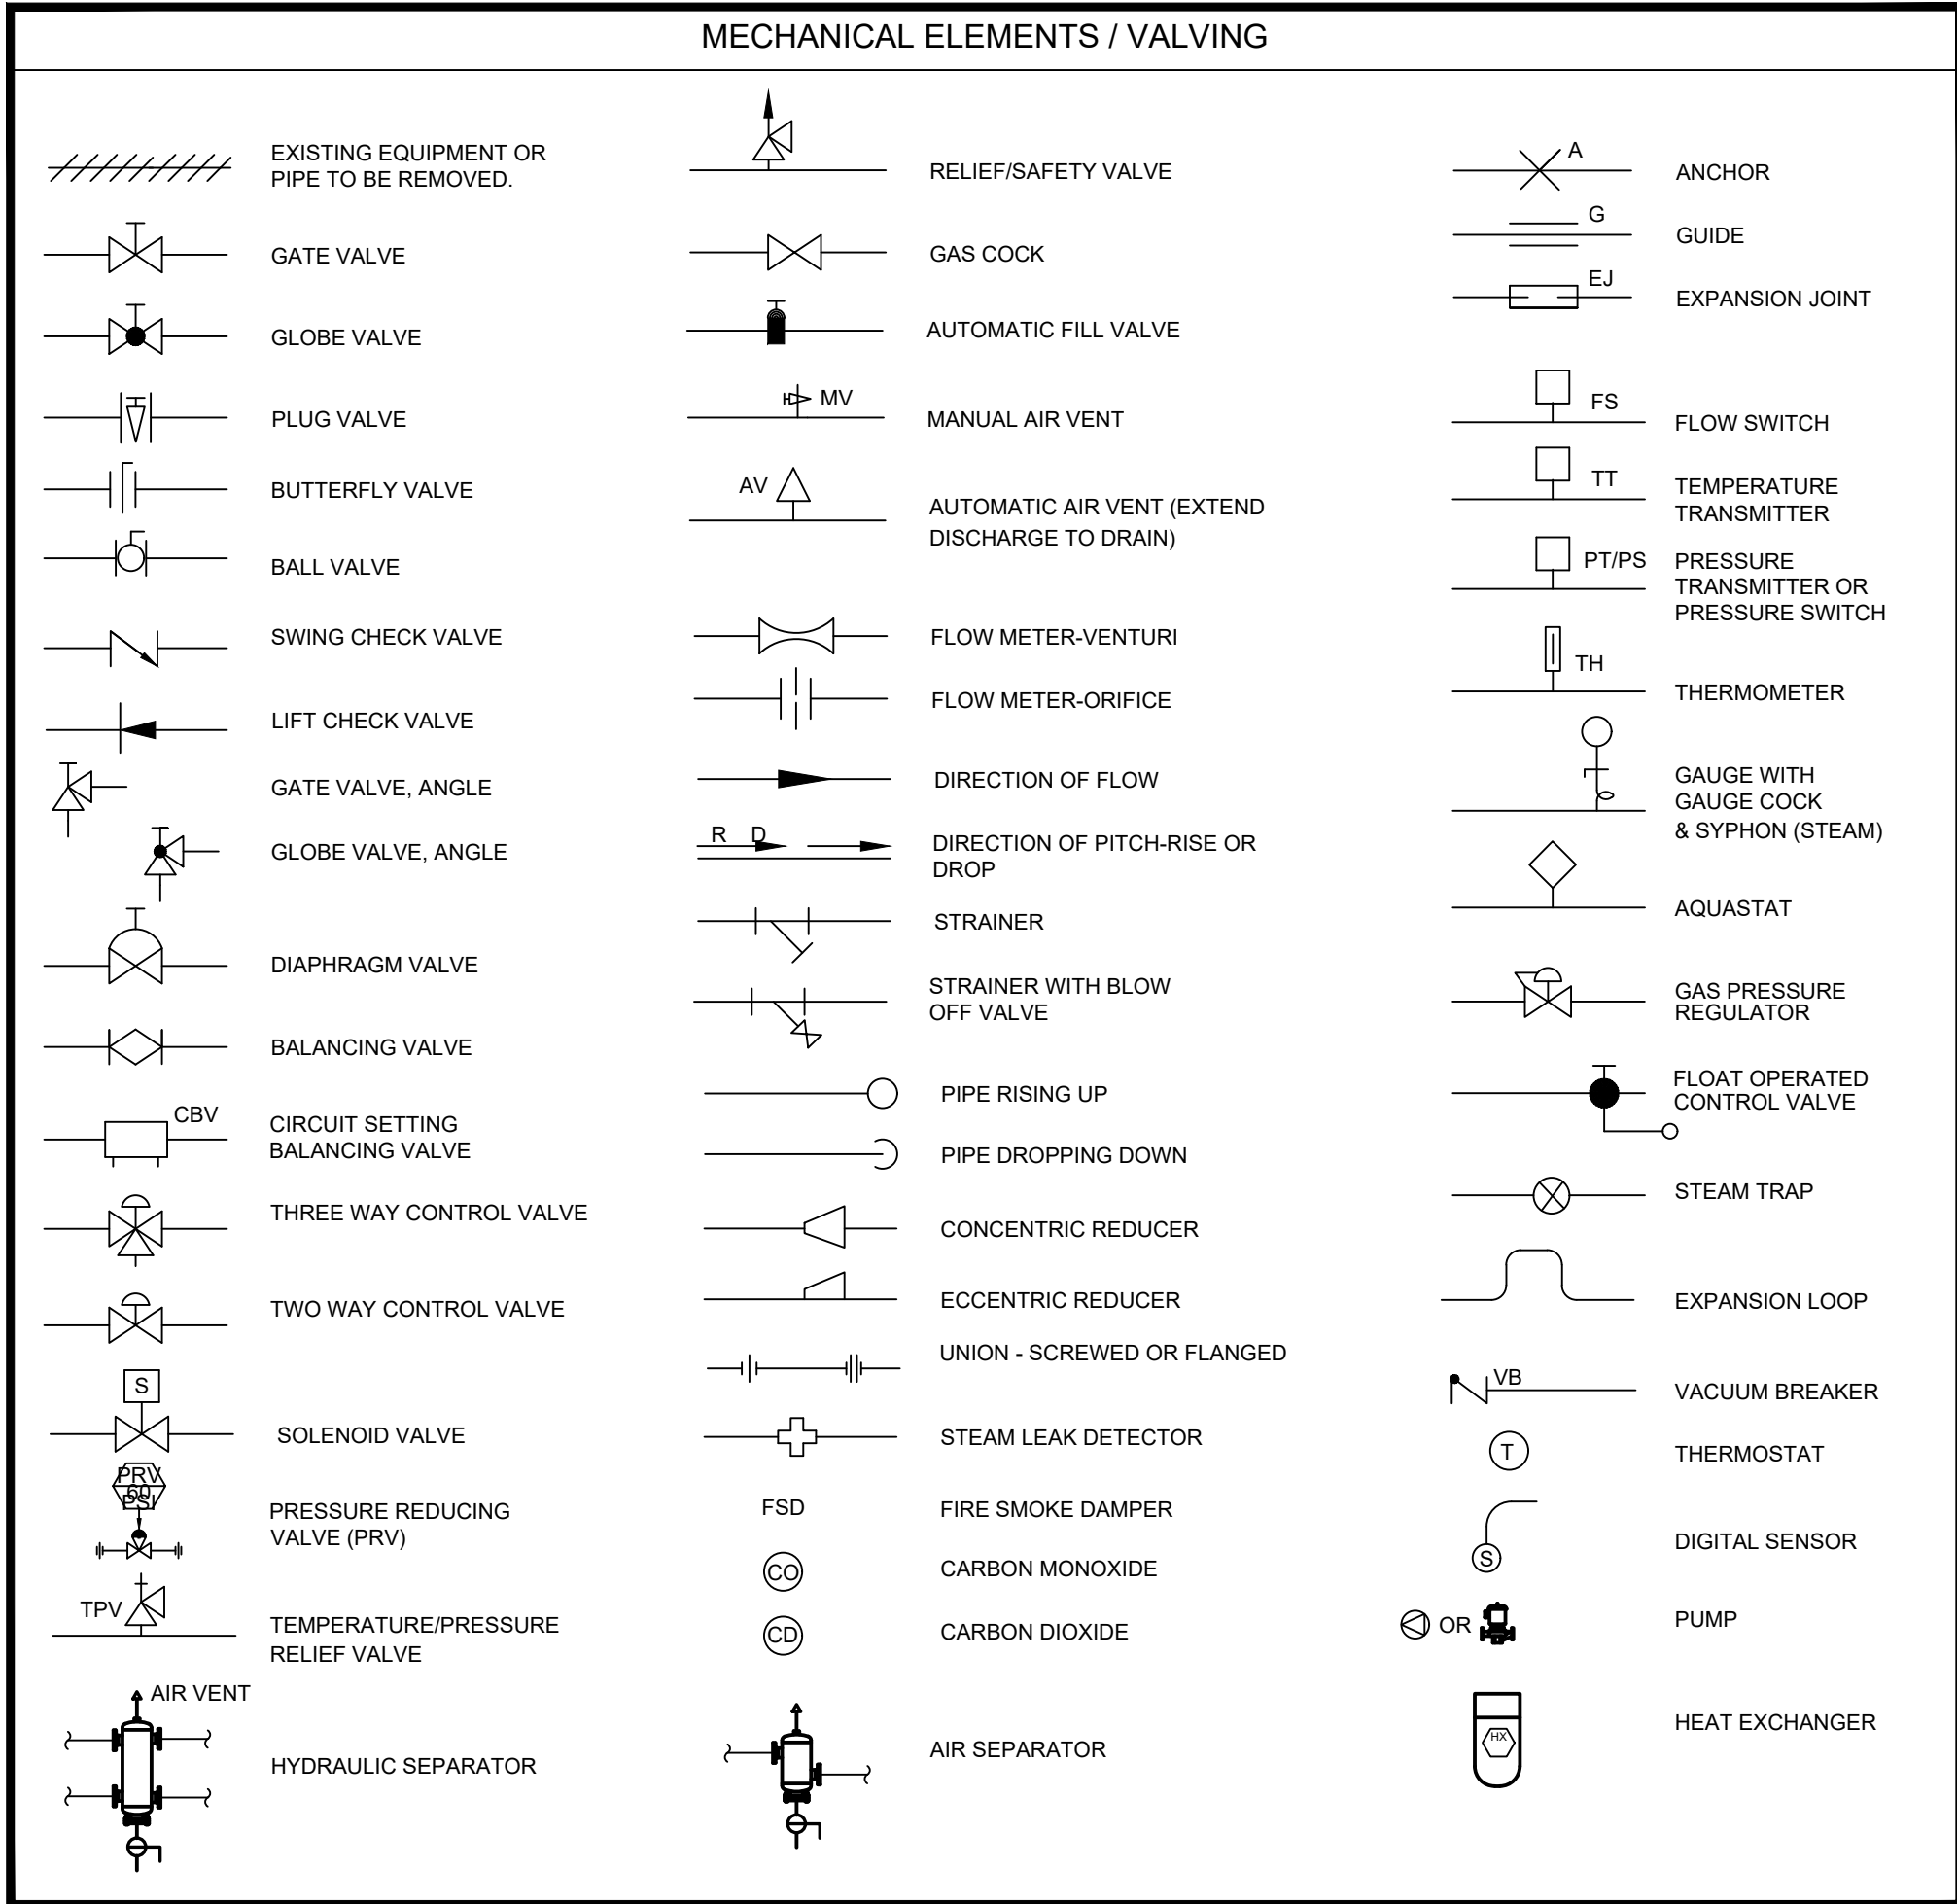 MECHANICAL ELEMENTS / VALVING
EXISTING EQUIPMENT OR
PIPE TO BE REMOVED.
GATE VALVE
GLOBE VALVE
PLUG VALVE
BUTTERFLY VALVE
BALL VALVE
SWING CHECK VALVE
LIFT CHECK VALVE
GATE VALVE, ANGLE
GLOBE VALVE, ANGLE
DIAPHRAGM VALVE
BALANCING VALVE
CBV
CIRCUIT SETTING
BALANCING VALVE
THREE WAY CONTROL VALVE
TWO WAY CONTROL VALVE
S
SOLENOID VALVE
PRV
60
PSI
PRESSURE REDUCING
VALVE (PRV)
TPV
TEMPERATURE/PRESSURE
RELIEF VALVE
AIR VENT
HYDRAULIC SEPARATOR
RELIEF/SAFETY VALVE
GAS COCK
AUTOMATIC FILL VALVE
MV
MANUAL AIR VENT
AV
AUTOMATIC AIR VENT (EXTEND
DISCHARGE TO DRAIN)
FLOW METER-VENTURI
FLOW METER-ORIFICE
DIRECTION OF FLOW
R D
DIRECTION OF PITCH-RISE OR
DROP
STRAINER
STRAINER WITH BLOW
OFF VALVE
PIPE RISING UP
PIPE DROPPING DOWN
CONCENTRIC REDUCER
ECCENTRIC REDUCER
UNION - SCREWED OR FLANGED
STEAM LEAK DETECTOR
FSD
FIRE SMOKE DAMPER
CO
CARBON MONOXIDE
CD
CARBON DIOXIDE
AIR SEPARATOR
A
ANCHOR
G
GUIDE
EJ
EXPANSION JOINT
FS
FLOW SWITCH
TT
TEMPERATURE
TRANSMITTER
PT/PS
PRESSURE
TRANSMITTER OR
PRESSURE SWITCH
TH
THERMOMETER
GAUGE WITH
GAUGE COCK
& SYPHON (STEAM)
AQUASTAT
GAS PRESSURE
REGULATOR
FLOAT OPERATED
CONTROL VALVE
STEAM TRAP
EXPANSION LOOP
VB
VACUUM BREAKER
T
THERMOSTAT
S
DIGITAL SENSOR
OR
PUMP
HX
HEAT EXCHANGER